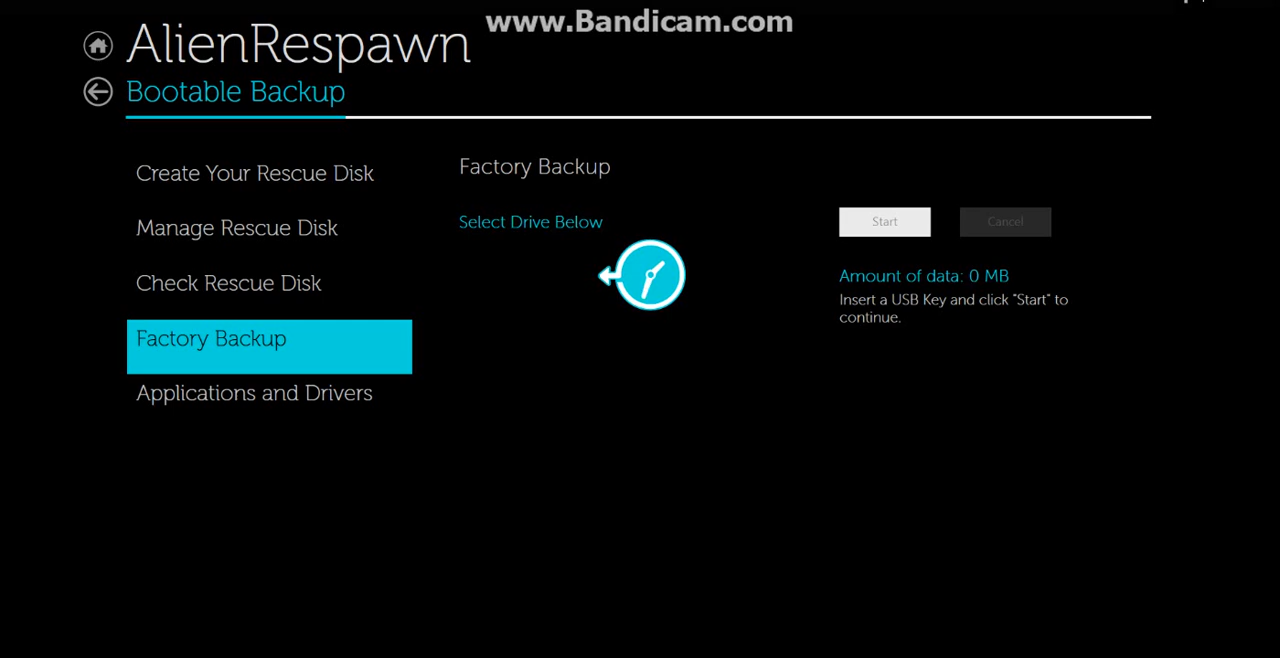 www.Bandicam.com
AlienRespawn
Bootable Backup
Create Your Rescue Disk
Manage Rescue Disk
Check Rescue Disk
Factory Backup
Applications and Drivers
Factory Backup
Select Drive Below
Start
Cancel
Amount of data: 0 MB
Insert a USB Key and click "Start" to
continue.